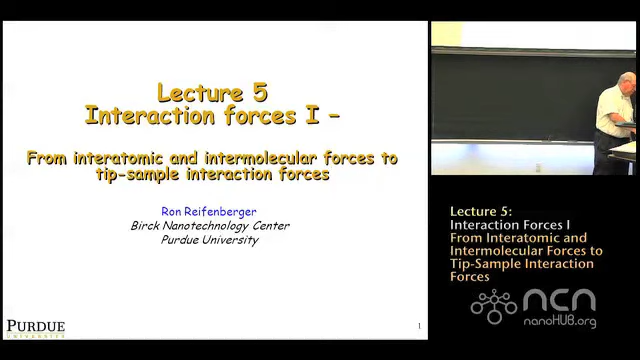 Lecture 5
Interaction forces I –
From interatomic and intermolecular forces to
tip-sample interaction forces
Ron Reifenberger
Birck Nanotechnology Center
Purdue University
PURDUE
UNIVERSITY
1
Lecture 5:
Interaction Forces I
From Interatomic and
Intermolecular Forces to
Tip-Sample Interaction
Forces
ncn
nanoHUB.org